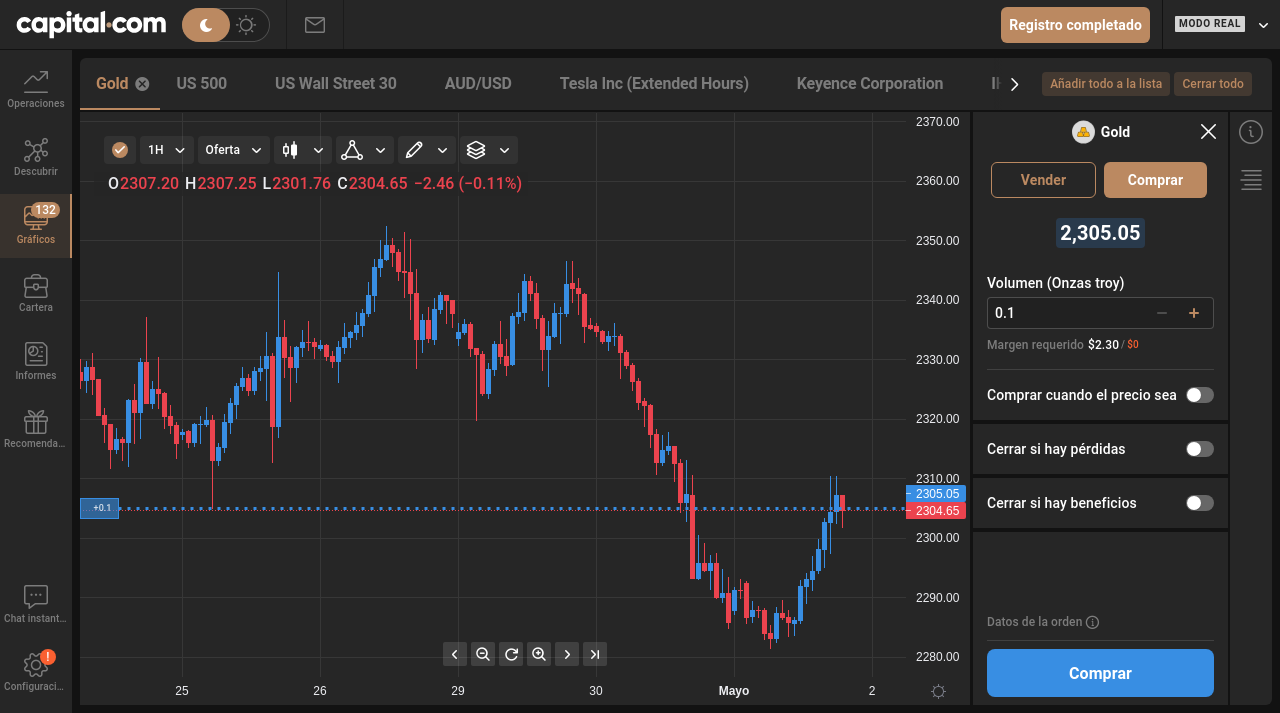 capital.com
Registro completado
MODO REAL
Operaciones
Descubrir
132
Gráficos
Cartera
Informes
Recomenda...
Chat instant...
!
Configuraci...
Gold
US 500
US Wall Street 30
AUD/USD
Tesla Inc (Extended Hours)
Keyence Corporation
Añadir todo a la lista
Cerrar todo
1H
Oferta
O2307.20 H2307.25 L2301.76 C2304.65 −2.46 (−0.11%)
2370.00
2360.00
2350.00
2340.00
2330.00
2320.00
2310.00
2305.05
2304.65
2300.00
2290.00
2280.00
+0.1
25
26
29
30
Mayo
2
Gold
Vender
Comprar
2,305.05
Volumen (Onzas troy)
0.1
Margen requerido $2.30 / $0
Comprar cuando el precio sea
Cerrar si hay pérdidas
Cerrar si hay beneficios
Datos de la orden
Comprar